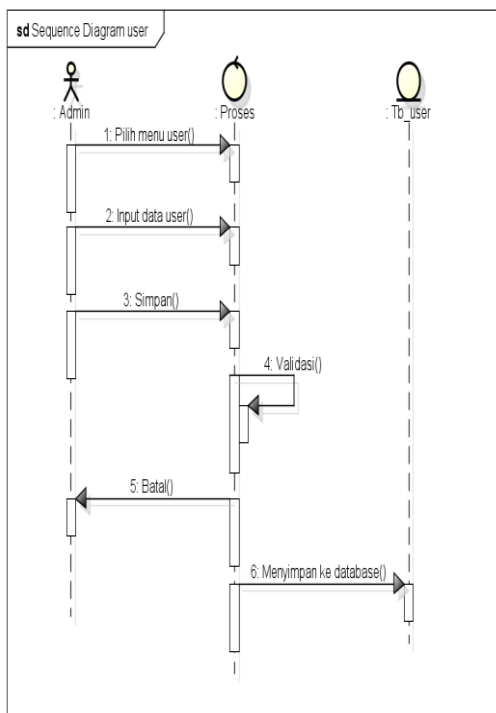 sd Sequence Diagram user
: Admin
: Proses
: Tb_user
1: Pilih menu user()
2: Input data user()
3: Simpan()
4: Validasi()
5: Batal()
6: Menyimpan ke database()